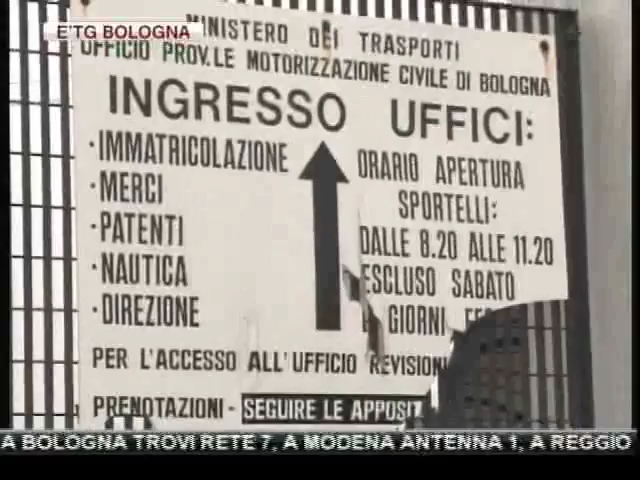 E'TG BOLOGNA
MINISTERO DEI TRASPORTI
UFFICIO PROV.LE MOTORIZZAZIONE CIVILE DI BOLOGNA
INGRESSO UFFICI:
·IMMATRICOLAZIONE
·MERCI
·PATENTI
·NAUTICA
·DIREZIONE
ORARIO APERTURA
SPORTELLI:
DALLE 8.20 ALLE 11.20
ESCLUSO SABATO
GIORNI
PER L'ACCESSO ALL'UFFICIO REVISIONI
PRENOTAZIONI - SEGUIRE LE APPOSIT
A BOLOGNA TROVI RETE 7, A MODENA ANTENNA 1, A REGGIO